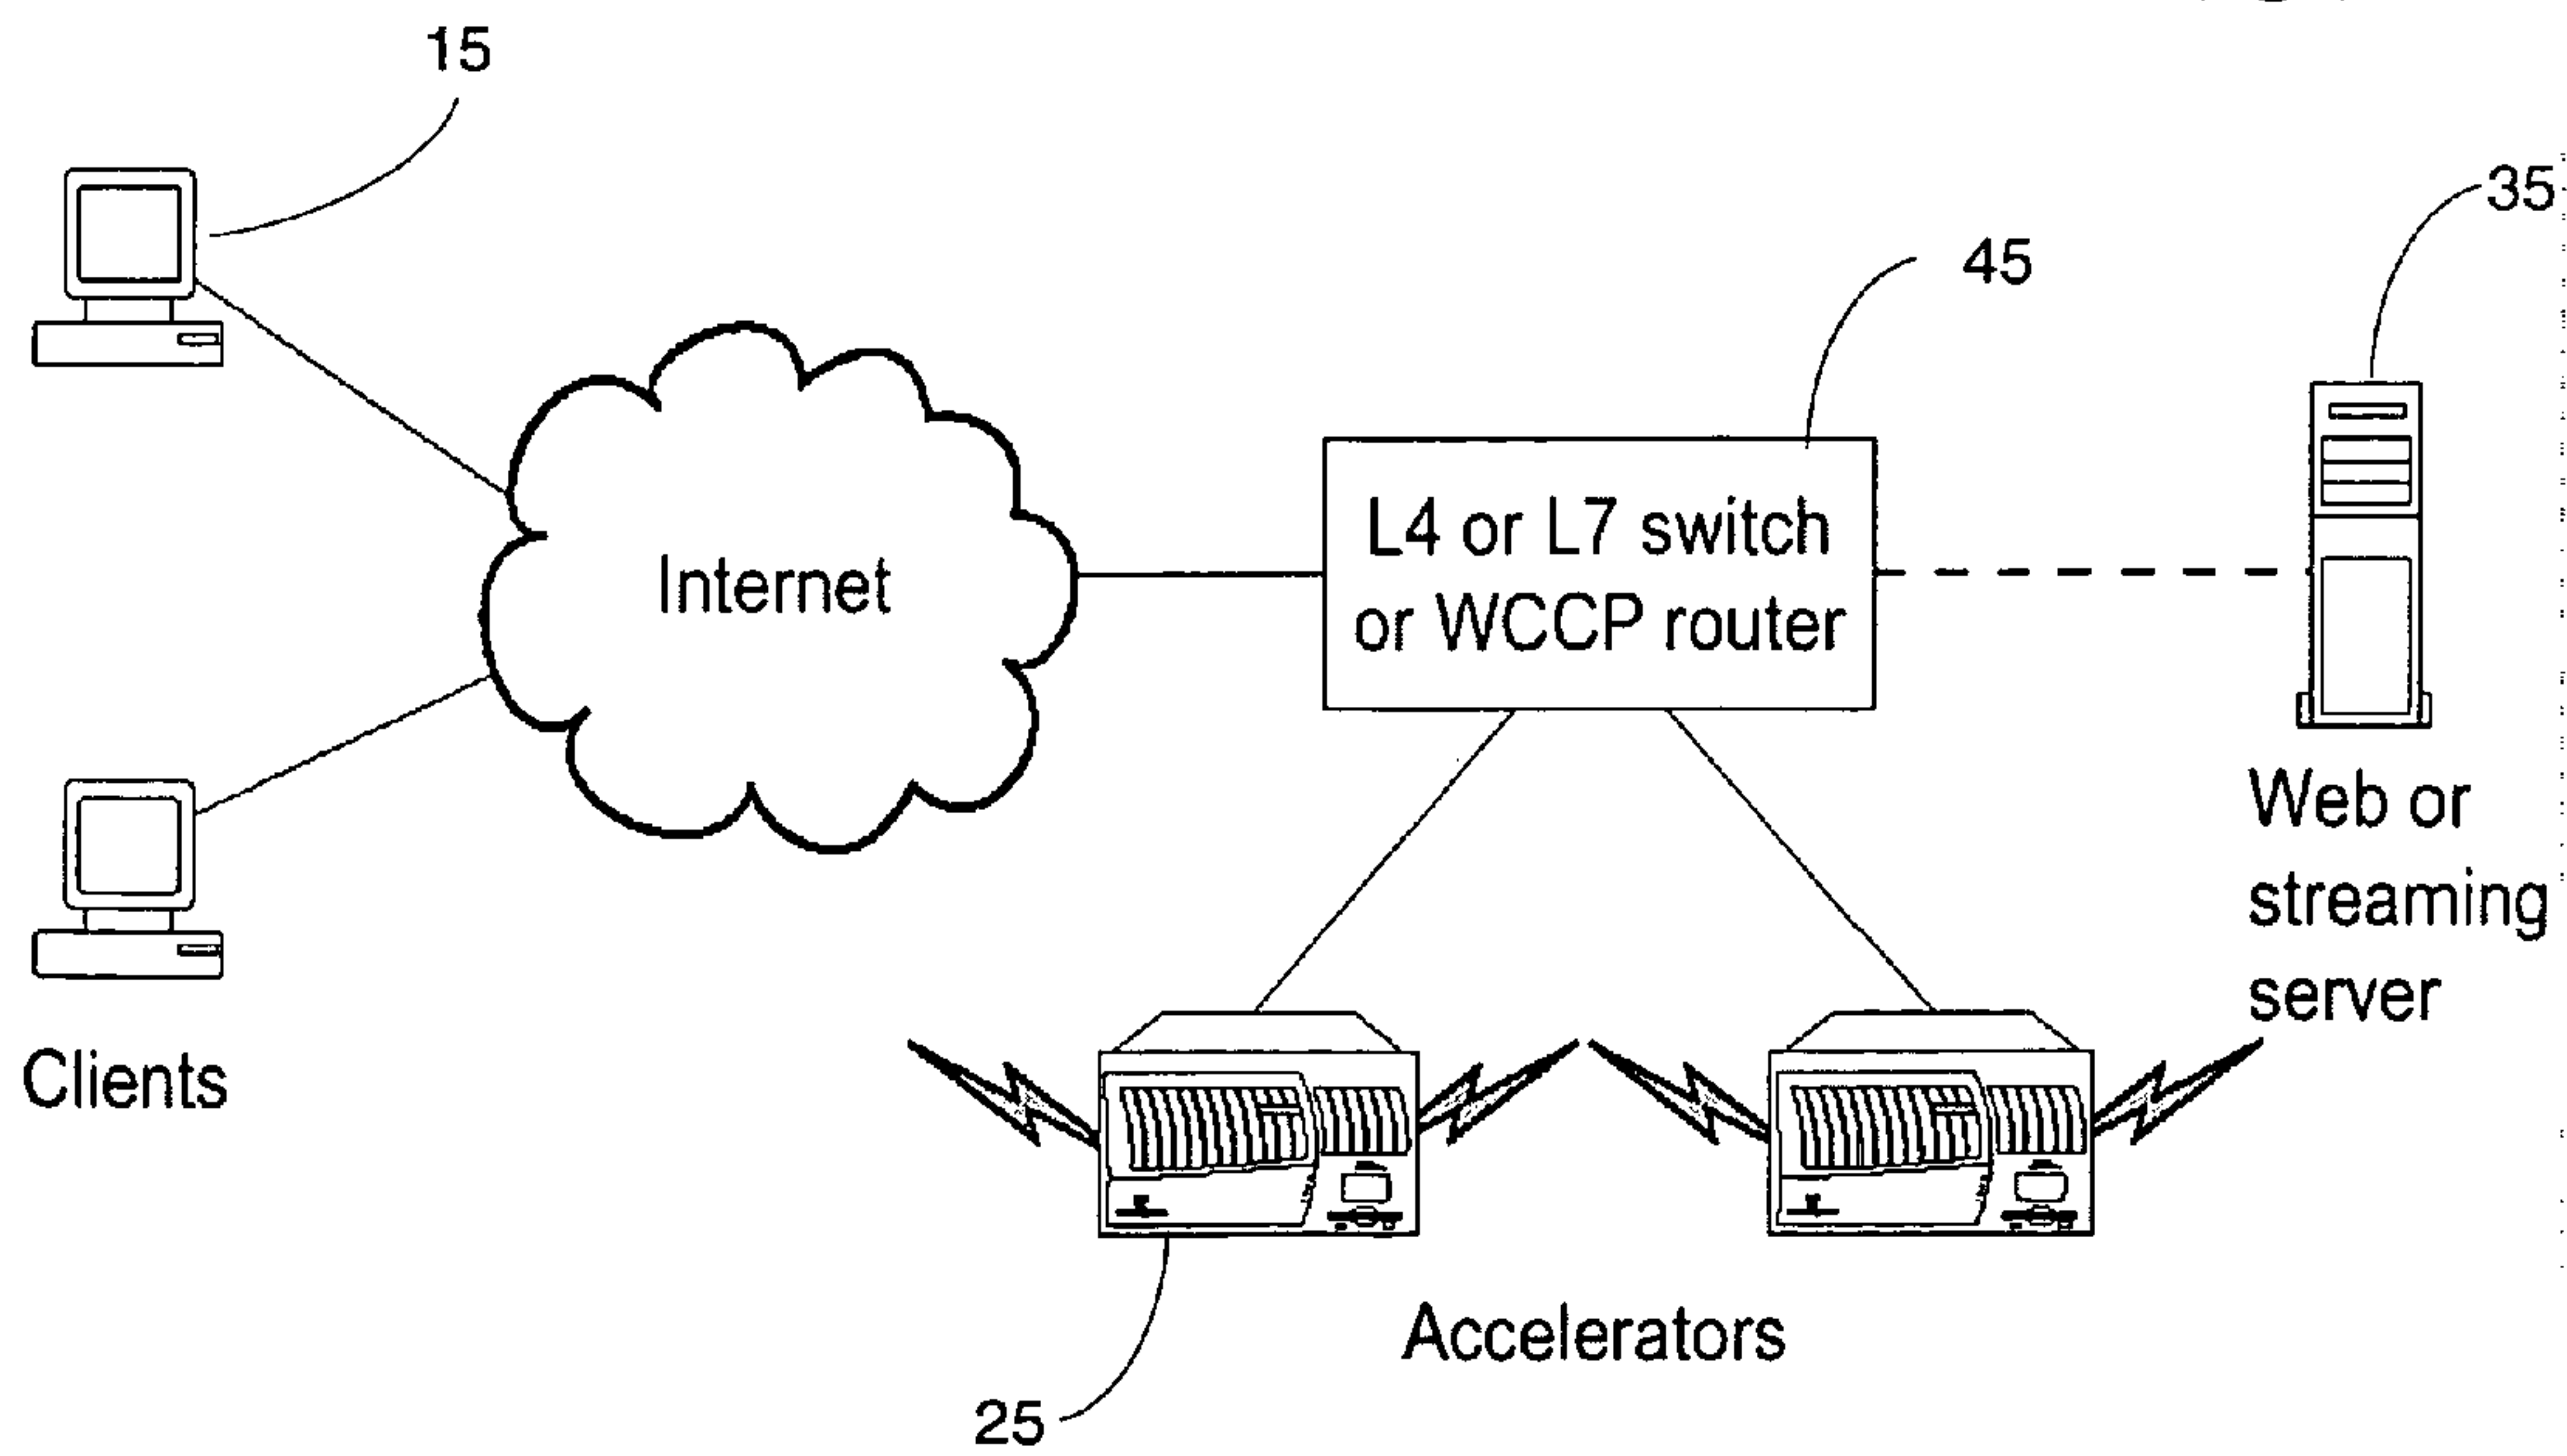 15
35
45
L4 or L7 switch
or WCCP router
Internet
Web or
streaming
server
Clients
Accelerators
25